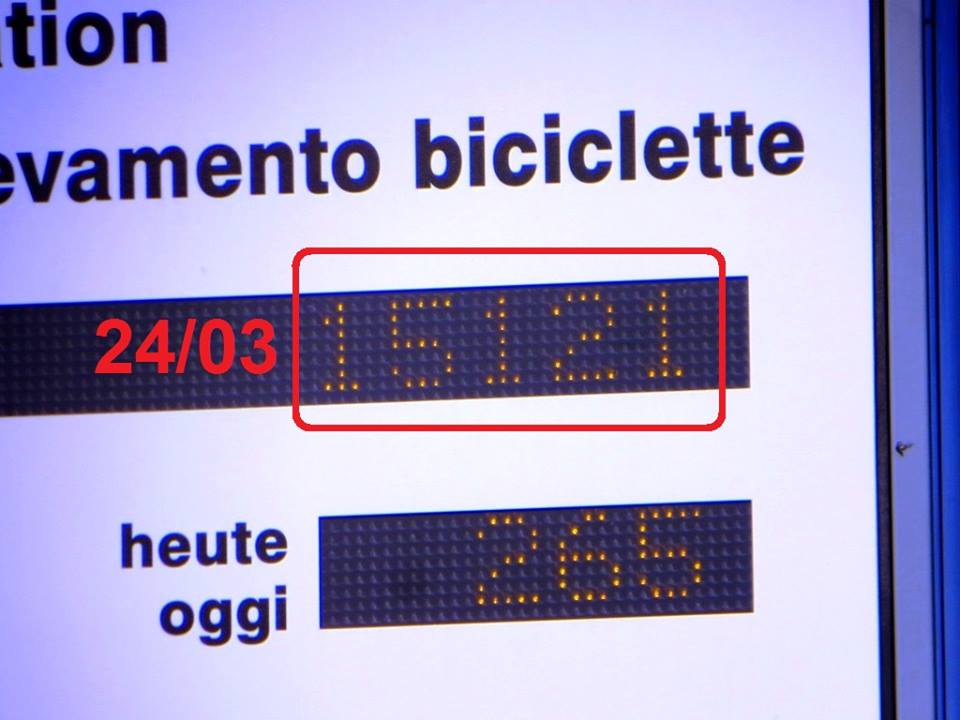 ation
evamento biciclette
24/03 15121
heute 265
oggi